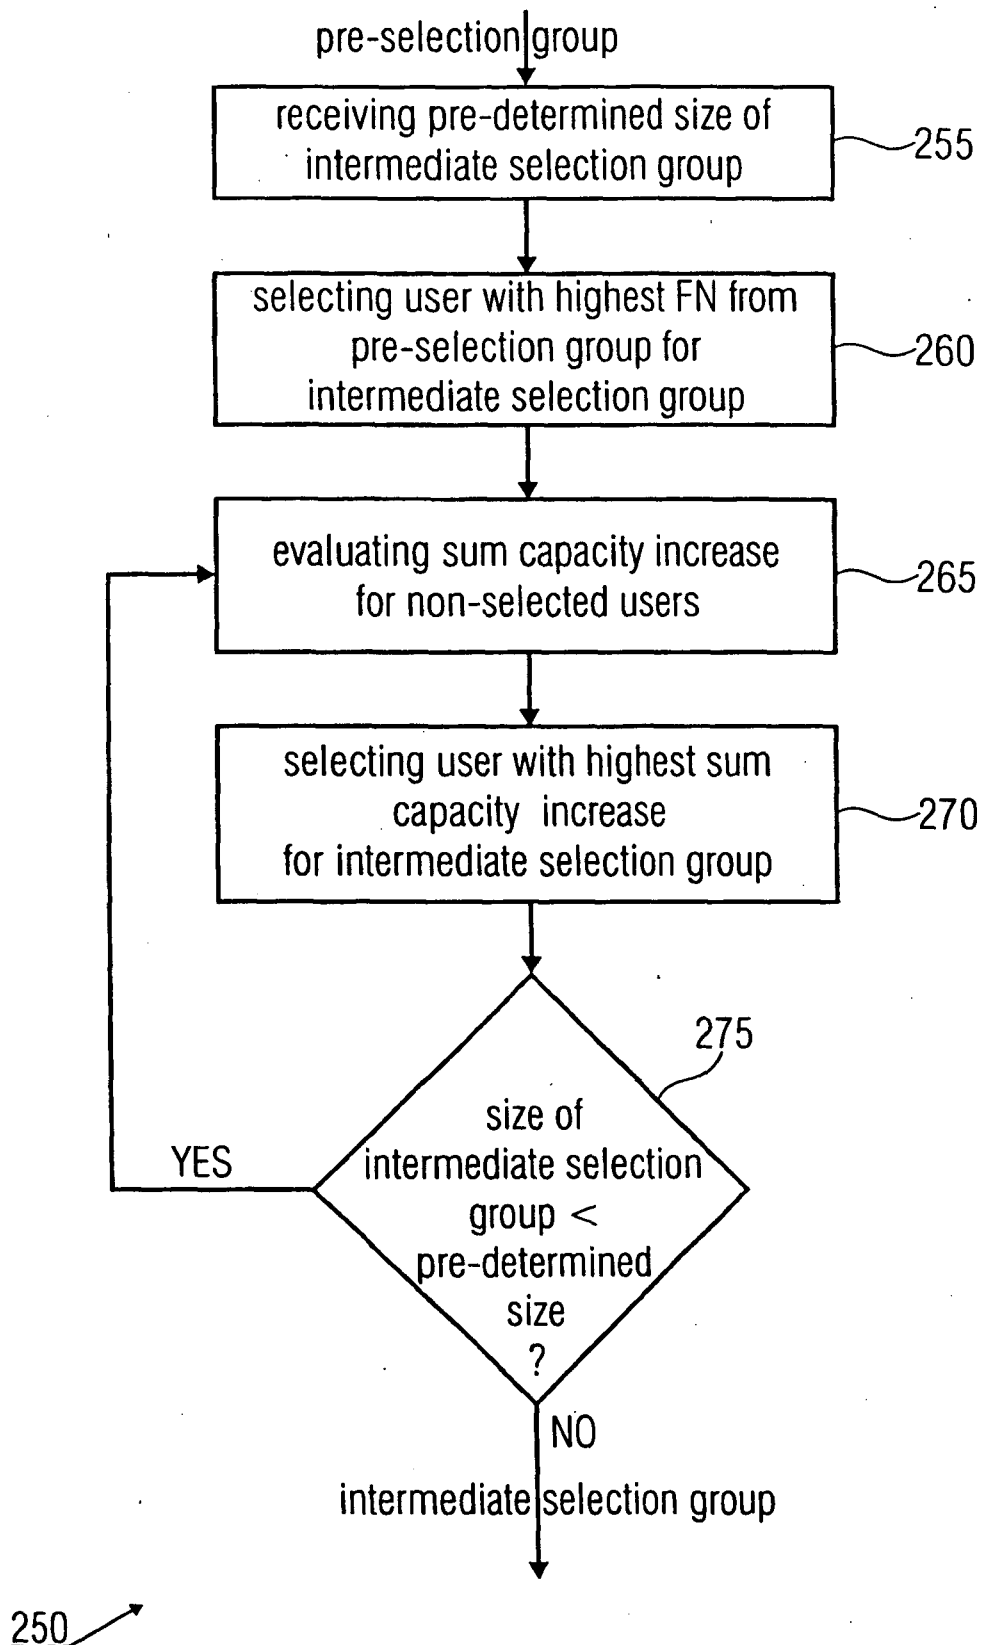 pre-selection group
receiving pre-determined size of
intermediate selection group
255
selecting user with highest FN from
pre-selection group for
intermediate selection group
260
evaluating sum capacity increase
for non-selected users
265
selecting user with highest sum
capacity increase
for intermediate selection group
270
275
size of
intermediate selection
group <
pre-determined
size
?
YES
NO
intermediate selection group
250